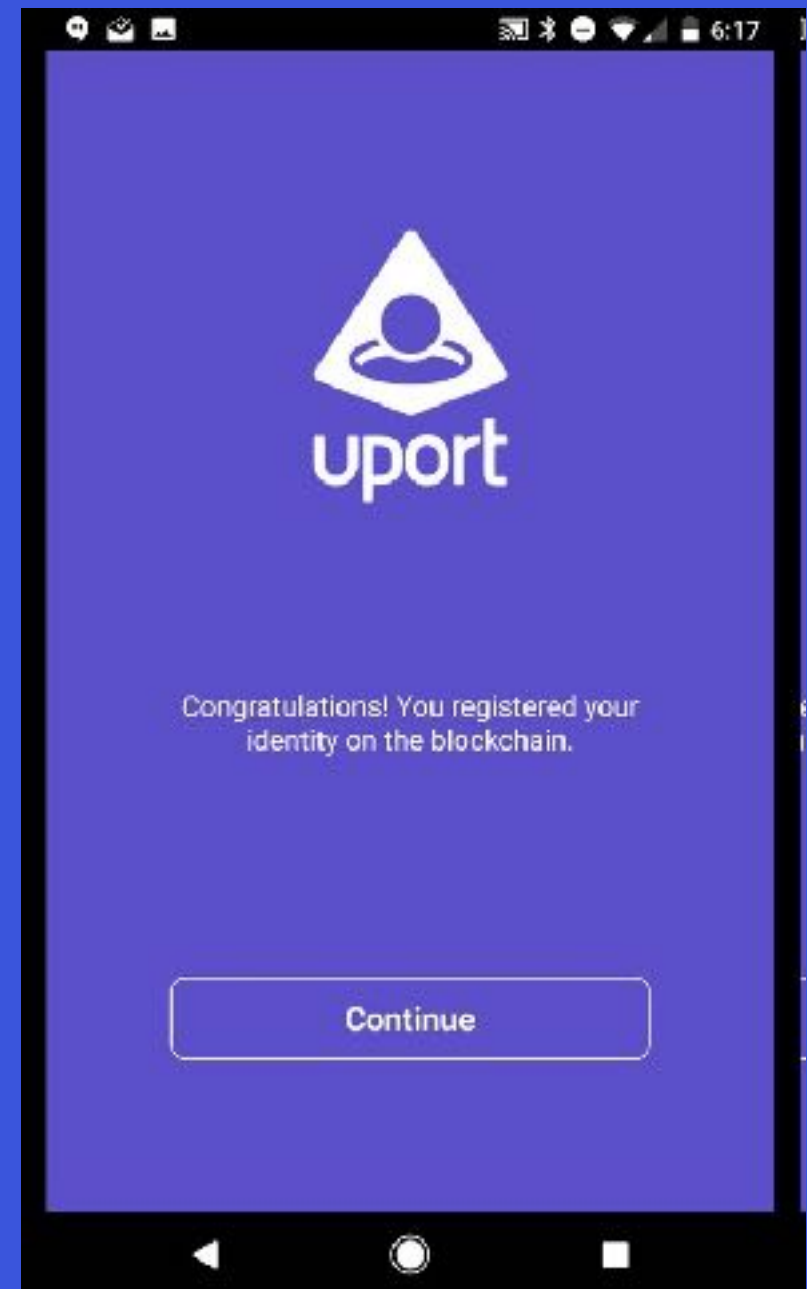 6:17
uport
Congratulations! You registered your
identity on the blockchain.
Continue